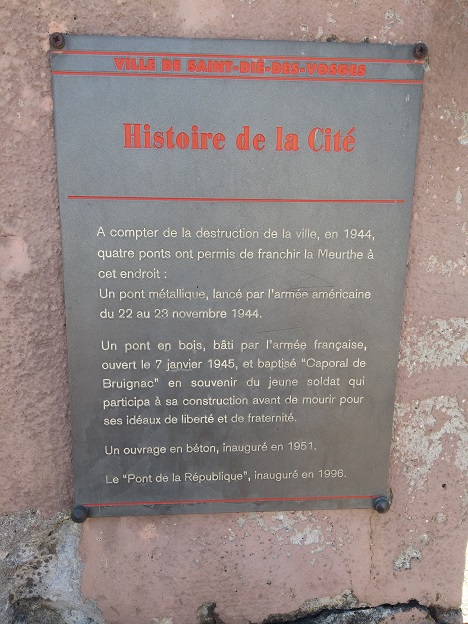 VILLE DE SAINT-DIÉ-DES-VOSGES
Histoire de la Cité
A compter de la destruction de la ville, en 1944,
quatre ponts ont permis de franchir la Meurthe à
cet endroit :
Un pont métallique, lancé par l'armée américaine
du 22 au 23 novembre 1944.
Un pont en bois, bâti par l'armée française,
ouvert le 7 janvier 1945, et baptisé "Caporal de
Bruignac" en souvenir du jeune soldat qui
participa à sa construction avant de mourir pour
ses idéaux de liberté et de fraternité.
Un ouvrage en béton, inauguré en 1951.
Le "Pont de la République", inauguré en 1996.